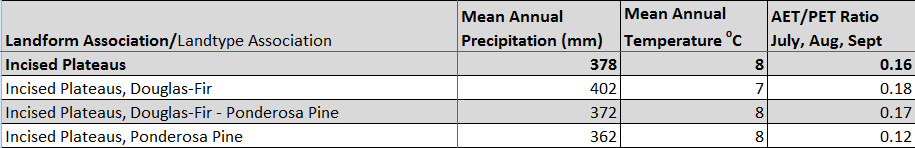 Landform Association/Landtype Association Mean Annual Precipitation (mm) Mean Annual Temperature °C AET/PET Ratio July, Aug, Sept
Incised Plateaus 378 8 0.16
Incised Plateaus, Douglas-Fir 402 7 0.18
Incised Plateaus, Douglas-Fir - Ponderosa Pine 372 8 0.17
Incised Plateaus, Ponderosa Pine 362 8 0.12